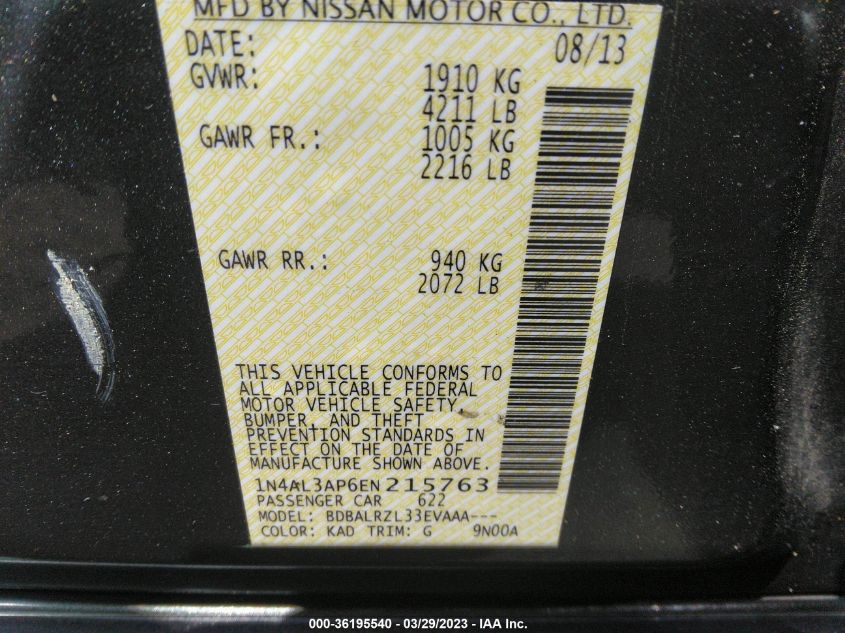 MFD BY NISSAN MOTOR CO., LTD.
DATE: 08/13
GVWR: 1910 KG
4211 LB
GAWR FR.: 1005 KG
2216 LB
GAWR RR.: 940 KG
2072 LB
THIS VEHICLE CONFORMS TO
ALL APPLICABLE FEDERAL
MOTOR VEHICLE SAFETY,
BUMPER, AND THEFT
PREVENTION STANDARDS IN
EFFECT ON THE DATE OF
MANUFACTURE SHOWN ABOVE.
1N4AL3AP6EN215763
PASSENGER CAR 622
MODEL: BDBALRZL33EVAAA---
COLOR: KAD TRIM: G 9N00A
000-36195540 - 03/29/2023 - IAA Inc.